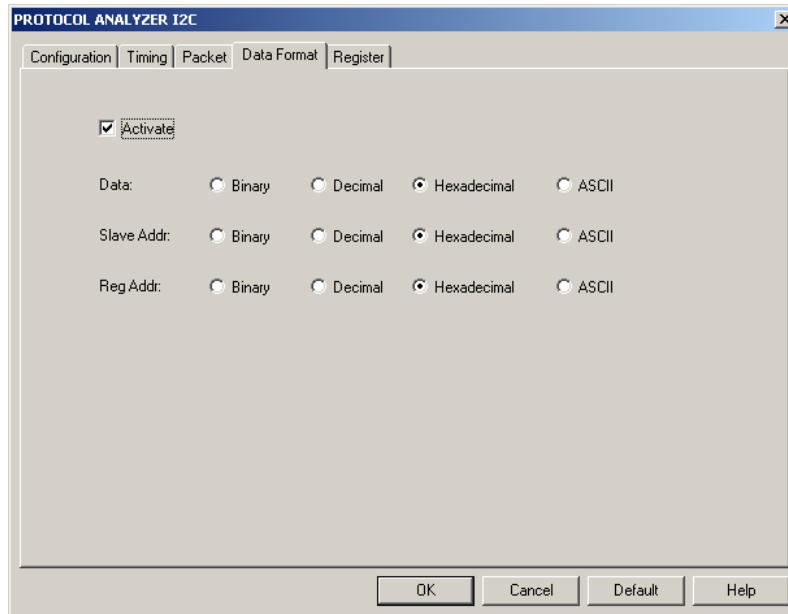 PROTOCOL ANALYZER I2C
Configuration Timing Packet Data Format Register
Activate
Data: Binary Decimal Hexadecimal ASCII
Slave Addr: Binary Decimal Hexadecimal ASCII
Reg Addr: Binary Decimal Hexadecimal ASCII
OK Cancel Default Help